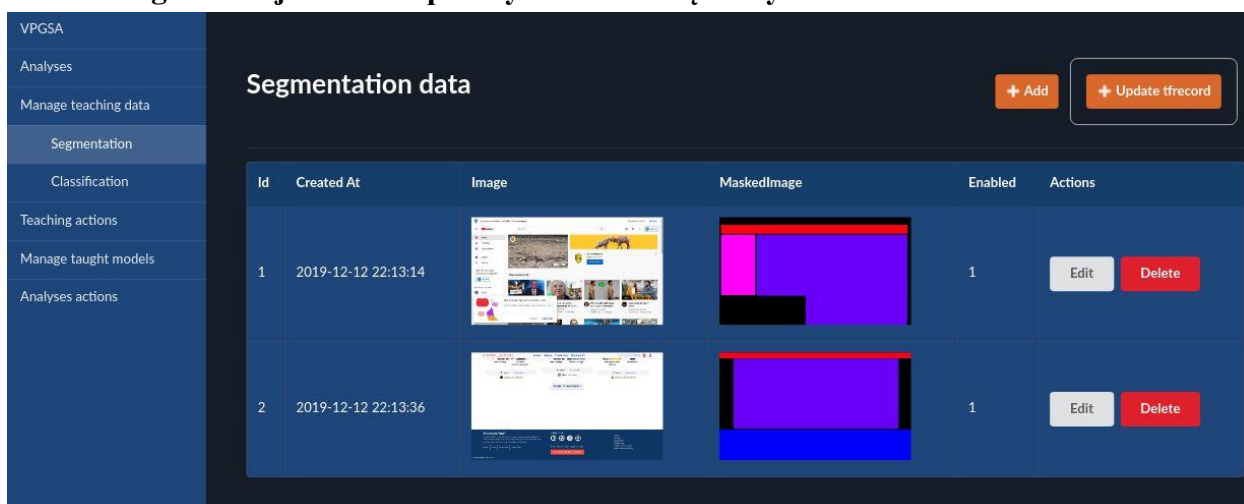 VPGSA
Analyses
Manage teaching data
Segmentation
Classification
Teaching actions
Manage taught models
Analyses actions
Segmentation data
+ Add
+ Update tfrecord
Id Created At Image MaskedImage Enabled Actions
1 2019-12-12 22:13:14 1 Edit Delete
2 2019-12-12 22:13:36 1 Edit Delete